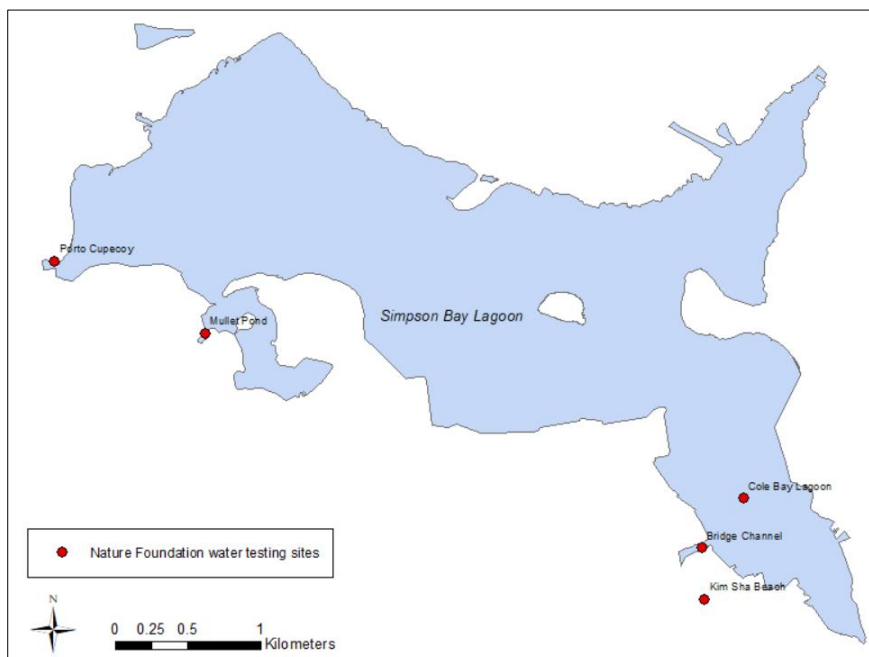 Porto Cupecoy
Mullet Pond
Simpson Bay Lagoon
Cole Bay Lagoon
Bridge Channel
Kim Sha Beach
Nature Foundation water testing sites
N
0 0.25 0.5 1
Kilometers